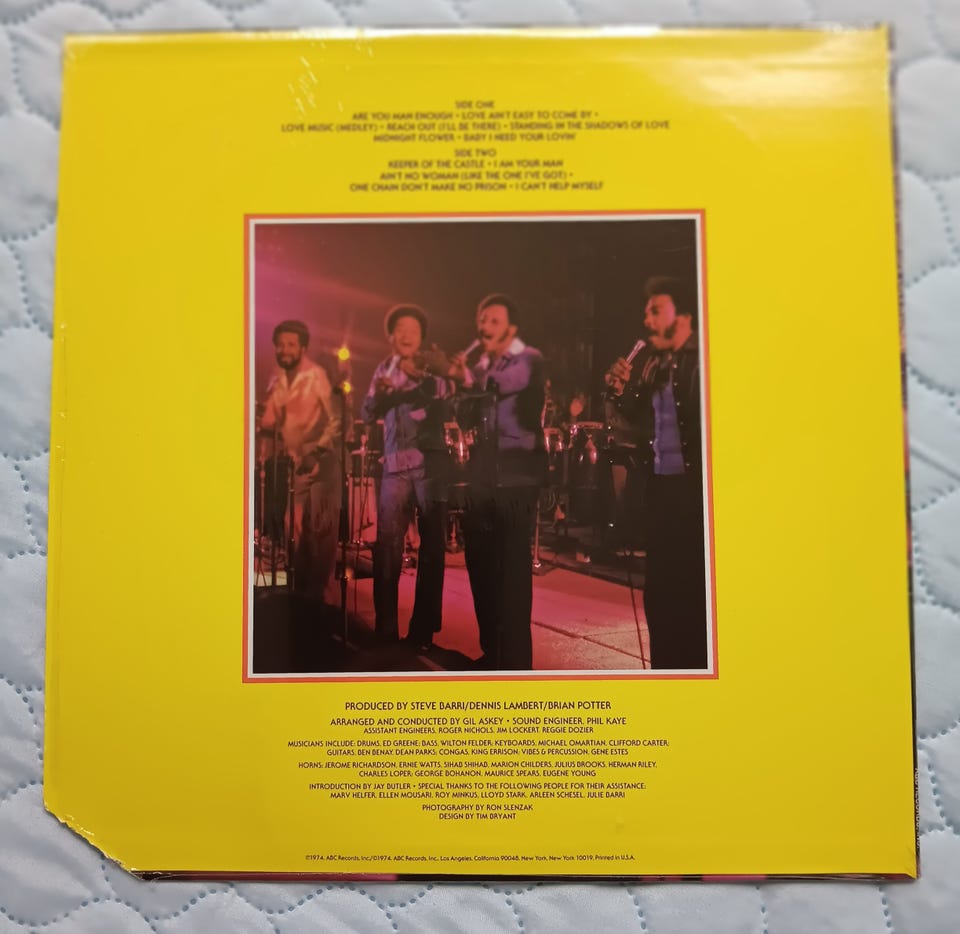 SIDE ONE
ARE YOU MAN ENOUGH • LOVE AIN'T EASY TO COME BY •
LOVE MUSIC (MEDLEY) • REACH OUT (I'LL BE THERE) • STANDING IN THE SHADOWS OF LOVE
MIDNIGHT FLOWER • BABY I NEED YOUR LOVIN'
SIDE TWO
KEEPER OF THE CASTLE • I AM YOUR MAN
AIN'T NO WOMAN (LIKE THE ONE I'VE GOT) •
ONE CHAIN DON'T MAKE NO PRISON • I CAN'T HELP MYSELF
PRODUCED BY STEVE BARRI/DENNIS LAMBERT/BRIAN POTTER
ARRANGED AND CONDUCTED BY GIL ASKEY • SOUND ENGINEER, PHIL KAYE
ASSISTANT ENGINEERS, ROGER NICHOLS, JIM LOCKERT, REGGIE DOZIER
MUSICIANS INCLUDE: DRUMS, ED GREENE; BASS, WILTON FELDER; KEYBOARDS, MICHAEL OMARTIAN, CLIFFORD CARTER;
GUITARS, BEN BENAY, DEAN PARKS; CONGAS, KING ERRISON; VIBES & PERCUSSION, GENE ESTES
HORNS: JEROME RICHARDSON, ERNIE WATTS, SIHAB SHIHAB, MARION CHILDERS, JULIUS BROOKS, HERMAN RILEY,
CHARLES LOPER; GEORGE BOHANON, MAURICE SPEARS, EUGENE YOUNG
INTRODUCTION BY JAY BUTLER • SPECIAL THANKS TO THE FOLLOWING PEOPLE FOR THEIR ASSISTANCE:
MARV HELFER, ELLEN MOUSARI, ROY MINKUS, LLOYD STARK, ARLEEN SCHESEL, JULIE BARRI
PHOTOGRAPHY BY RON SLENZAK
DESIGN BY TIM BRYANT
©1974, ABC Records, Inc./℗1974, ABC Records, Inc., Los Angeles, California 90048, New York, New York 10019. Printed in U.S.A.